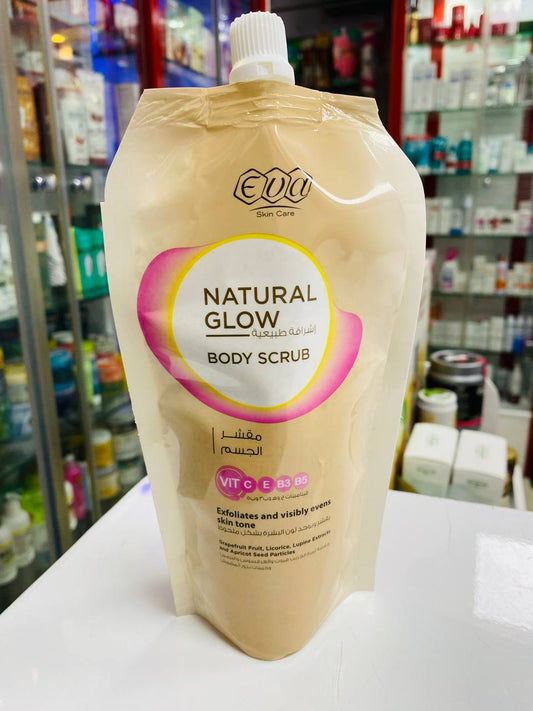 Eva
Skin Care
NATURAL
GLOW
إشراقة طبيعية
BODY SCRUB
مقشر
الجسم
VIT C E B3 B5
Exfoliates and visibly evens
skin tone
Grapefruit Fruit, Licorice, Lupine Extracts
and Apricot Seed Particles